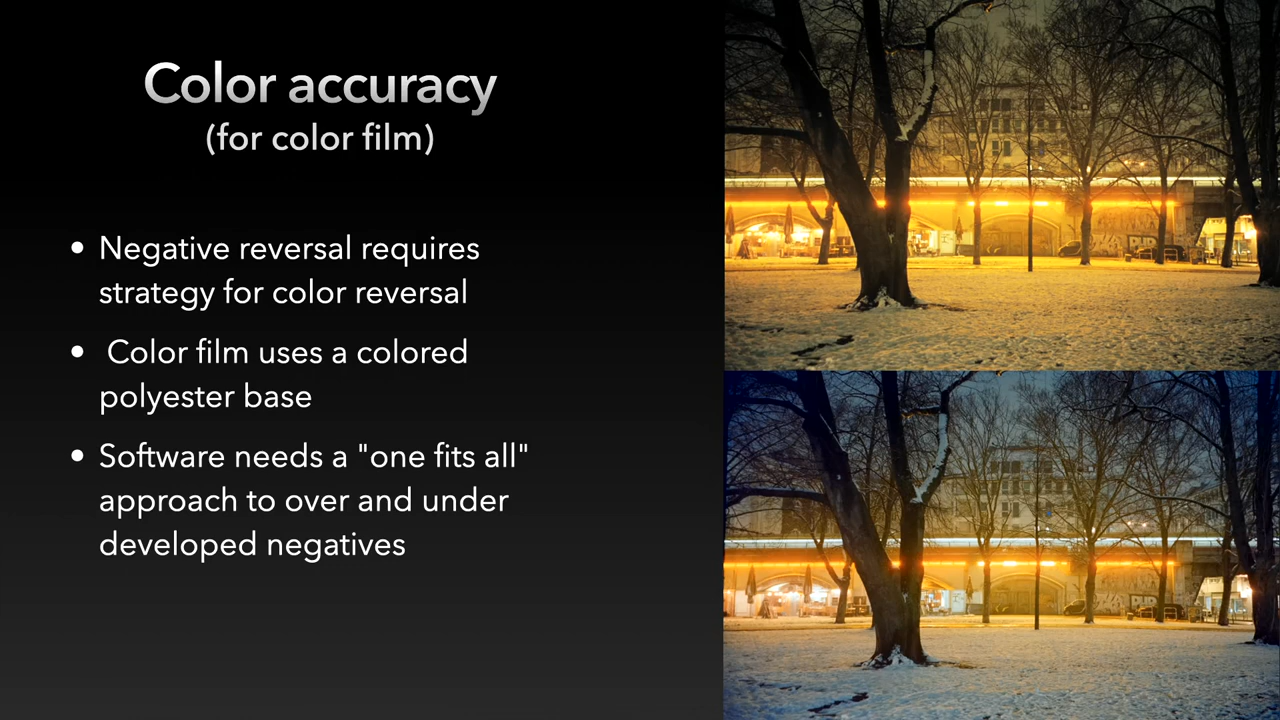 Color accuracy
(for color film)
• Negative reversal requires
strategy for color reversal
• Color film uses a colored
polyester base
• Software needs a "one fits all"
approach to over and under
developed negatives